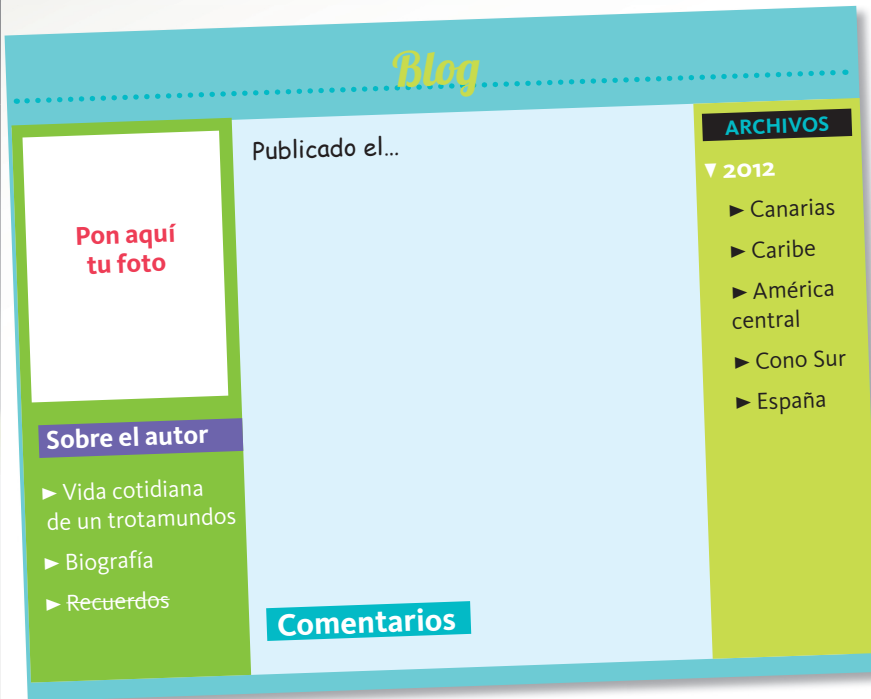 Blog
Pon aquí
tu foto
Sobre el autor
► Vida cotidiana
de un trotamundos
► Biografía
► Recuerdos
Publicado el...
Comentarios
ARCHIVOS
▼ 2012
► Canarias
► Caribe
► América
central
► Cono Sur
► España